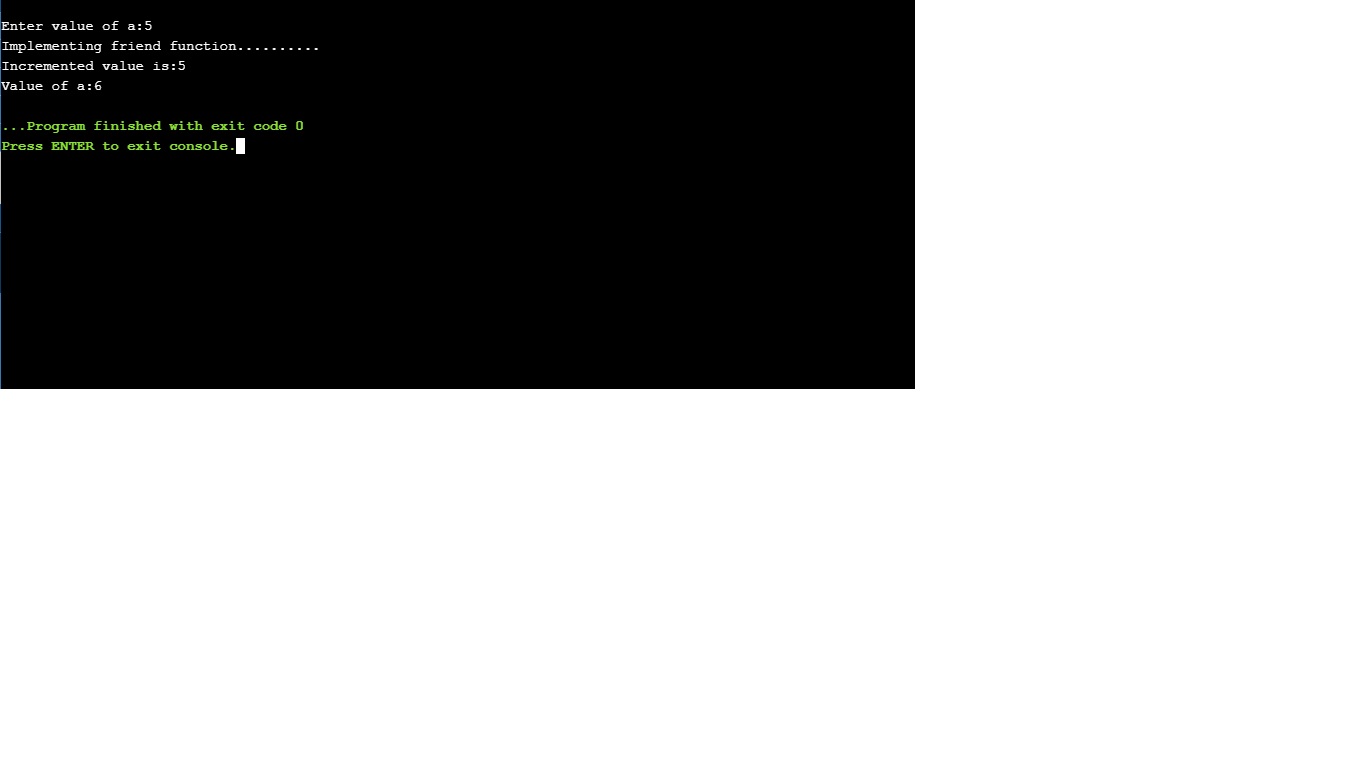 Enter value of a:5
Implementing friend function..........
Incremented value is:5
Value of a:6
...Program finished with exit code 0
Press ENTER to exit console.